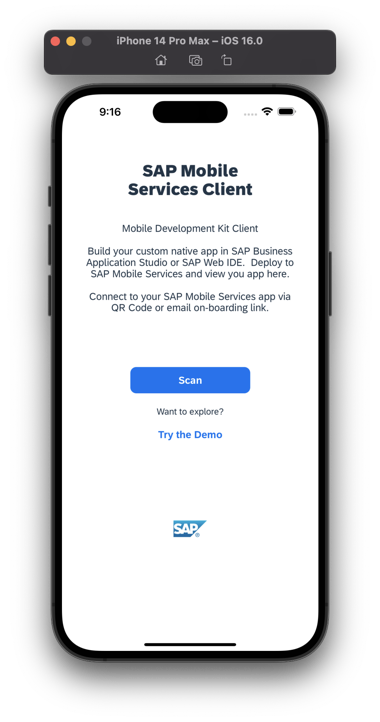 iPhone 14 Pro Max – iOS 16.0
9:16
SAP Mobile
Services Client
Mobile Development Kit Client
Build your custom native app in SAP Business
Application Studio or SAP Web IDE. Deploy to
SAP Mobile Services and view you app here.
Connect to your SAP Mobile Services app via
QR Code or email on-boarding link.
Scan
Want to explore?
Try the Demo
SAP®